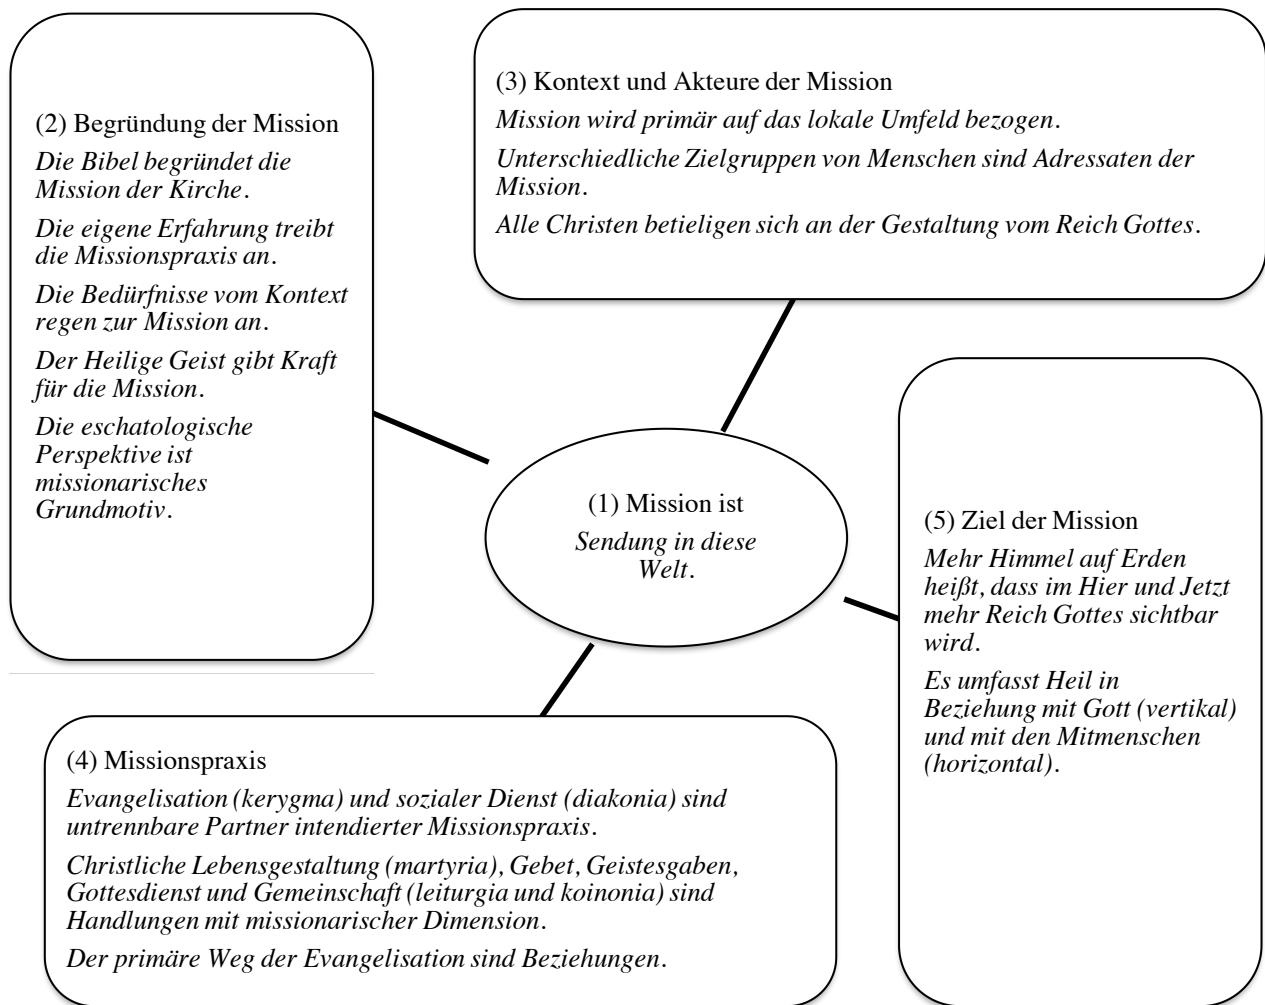 (1) Mission ist
Sendung in diese
Welt.
(2) Begründung der Mission
Die Bibel begründet die
Mission der Kirche.
Die eigene Erfahrung treibt
die Missionspraxis an.
Die Bedürfnisse vom Kontext
regen zur Mission an.
Der Heilige Geist gibt Kraft
für die Mission.
Die eschatologische
Perspektive ist
missionarisches
Grundmotiv.
(3) Kontext und Akteure der Mission
Mission wird primär auf das lokale Umfeld bezogen.
Unterschiedliche Zielgruppen von Menschen sind Adressaten der
Mission.
Alle Christen betieligen sich an der Gestaltung vom Reich Gottes.
(4) Missionspraxis
Evangelisation (kerygma) und sozialer Dienst (diakonia) sind
untrennbare Partner intendierter Missionspraxis.
Christliche Lebensgestaltung (martyria), Gebet, Geistesgaben,
Gottesdienst und Gemeinschaft (leiturgia und koinonia) sind
Handlungen mit missionarischer Dimension.
Der primäre Weg der Evangelisation sind Beziehungen.
(5) Ziel der Mission
Mehr Himmel auf Erden
heißt, dass im Hier und Jetzt
mehr Reich Gottes sichtbar
wird.
Es umfasst Heil in
Beziehung mit Gott (vertikal)
und mit den Mitmenschen
(horizontal).